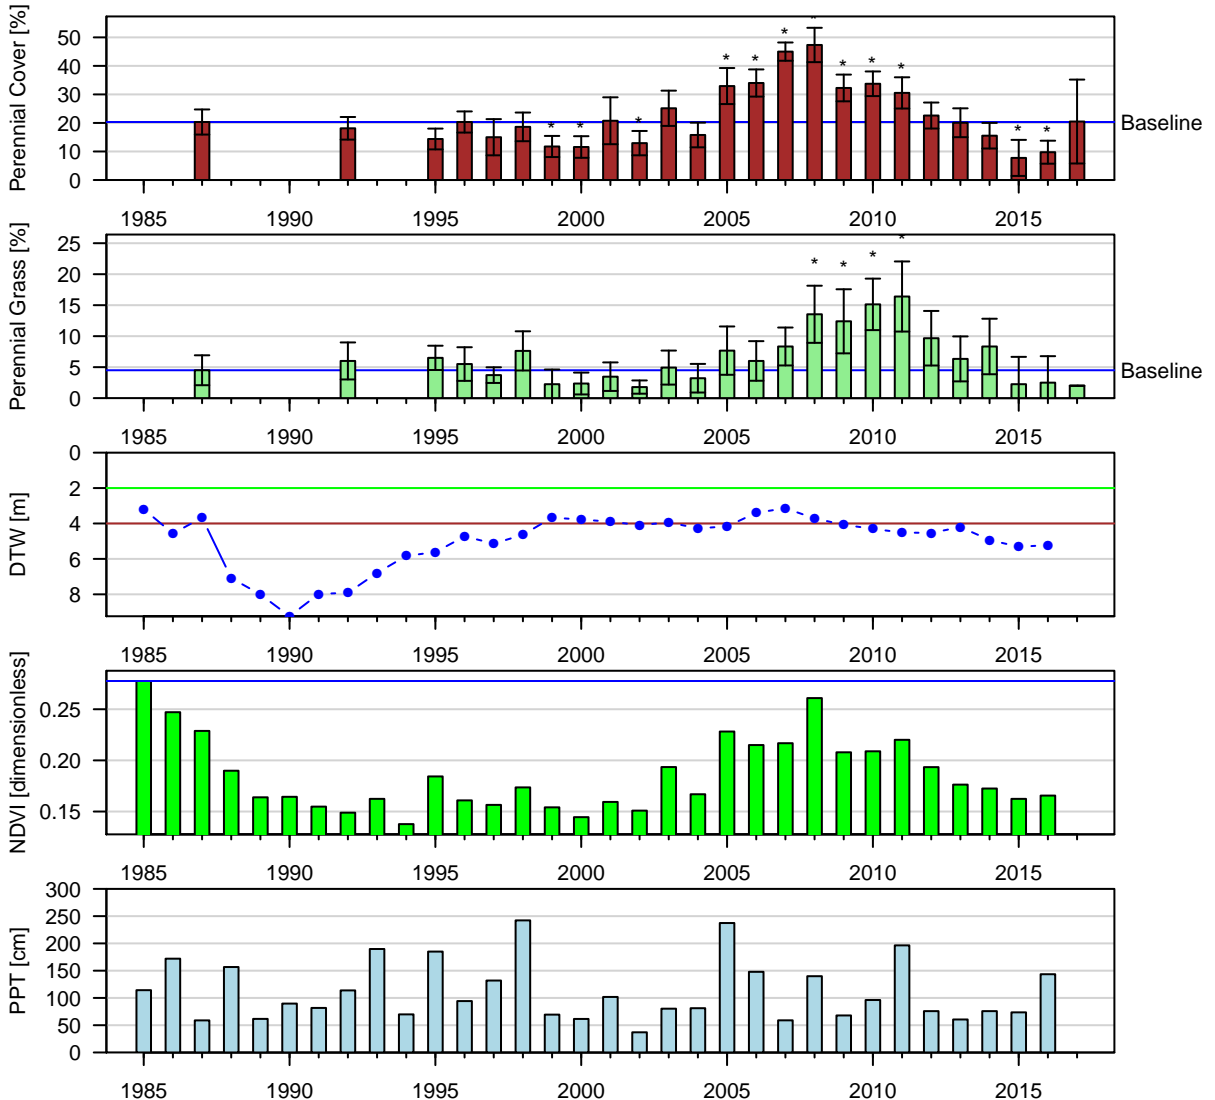 Perennial Cover [%]
50
40
30
20
10
0
* * * * * * * * * * * * *
Baseline
1985 1990 1995 2000 2005 2010 2015
Perennial Grass [%]
25
20
15
10
5
0
* * * *
Baseline
1985 1990 1995 2000 2005 2010 2015
DTW [m]
0
2
4
6
8
1985 1990 1995 2000 2005 2010 2015
NDVI [dimensionless]
0.25
0.20
0.15
1985 1990 1995 2000 2005 2010 2015
PPT [cm]
300
250
200
150
100
50
0
1985 1990 1995 2000 2005 2010 2015